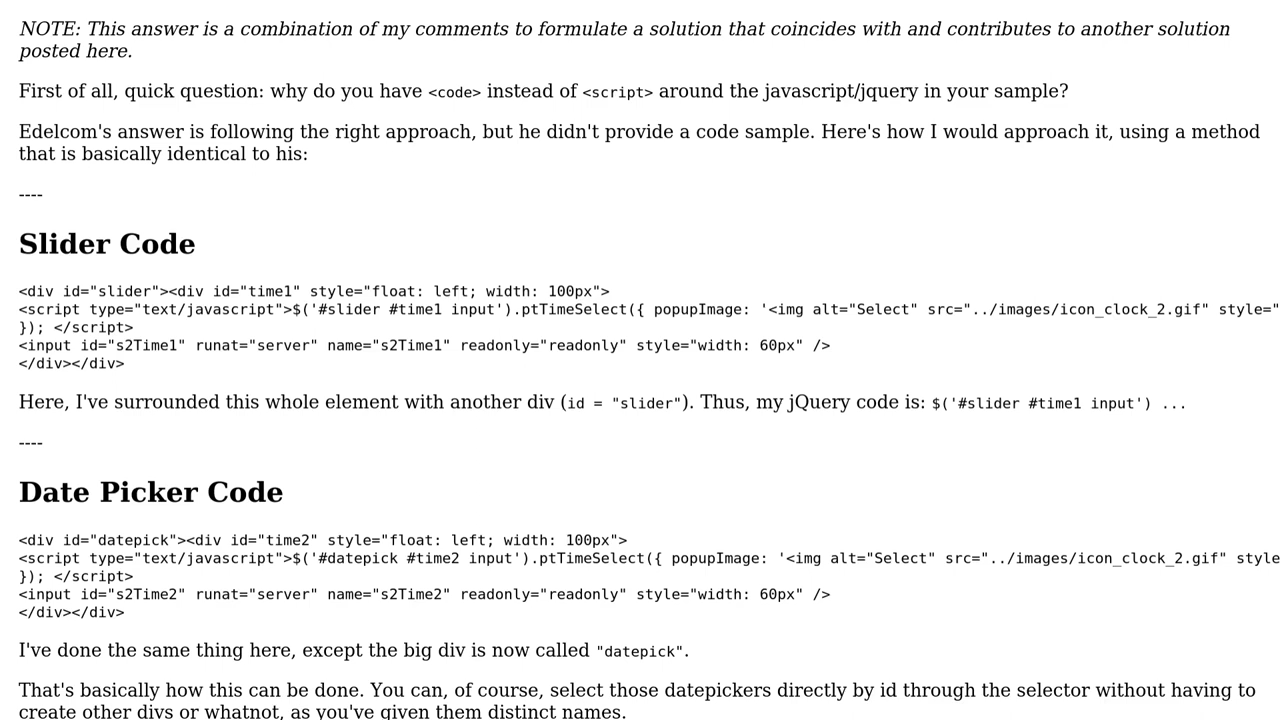 NOTE: This answer is a combination of my comments to formulate a solution that coincides with and contributes to another solution
posted here.
First of all, quick question: why do you have <code> instead of <script> around the javascript/jquery in your sample?
Edelcom's answer is following the right approach, but he didn't provide a code sample. Here's how I would approach it, using a method
that is basically identical to his:
----
Slider Code
<div id="slider"><div id="time1" style="float: left; width: 100px">
<script type="text/javascript">$('#slider #time1 input').ptTimeSelect({ popupImage: '<img alt="Select" src="../images/icon_clock_2.gif" style="
}); </script>
<input id="s2Time1" runat="server" name="s2Time1" readonly="readonly" style="width: 60px" />
</div></div>
Here, I've surrounded this whole element with another div (id = "slider"). Thus, my jQuery code is: $('#slider #time1 input') ...
----
Date Picker Code
<div id="datepick"><div id="time2" style="float: left; width: 100px">
<script type="text/javascript">$('#datepick #time2 input').ptTimeSelect({ popupImage: '<img alt="Select" src="../images/icon_clock_2.gif" style
}); </script>
<input id="s2Time2" runat="server" name="s2Time2" readonly="readonly" style="width: 60px" />
</div></div>
I've done the same thing here, except the big div is now called "datepick".
That's basically how this can be done. You can, of course, select those datepickers directly by id through the selector without having to
create other divs or whatnot, as you've given them distinct names.